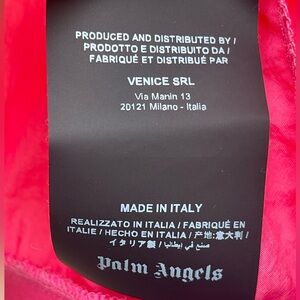 PRODUCED AND DISTRIBUTED BY /
PRODOTTO E DISTRIBUITO DA /
FABRIQUÉ ET DISTRIBUÉ PAR
VENICE SRL
Via Manin 13
20121 Milano - Italia
MADE IN ITALY
REALIZZATO IN ITALIA / FABRIQUÉ EN
ITALIE / HECHO EN ITALIA / 产地:意大利 /
イタリア製 / صنع في ايطاليا /
Palm Angels